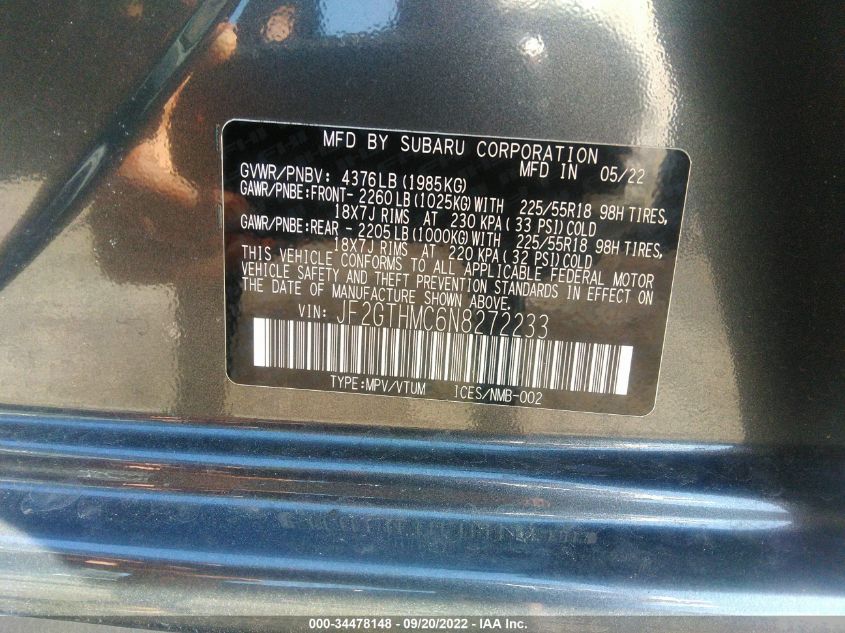 MFD BY SUBARU CORPORATION
GVWR/PNBV: 4376LB(1985KG) MFD IN 05/22
GAWR/PNBE:FRONT- 2260LB(1025KG)WITH 225/55R18 98H TIRES,
18X7J RIMS AT 230 KPA( 33 PSI)COLD
GAWR/PNBE:REAR - 2205LB(1000KG)WITH 225/55R18 98H TIRES,
18X7J RIMS AT 220 KPA( 32 PSI)COLD
THIS VEHICLE CONFORMS TO ALL APPLICABLE FEDERAL MOTOR
VEHICLE SAFETY AND THEFT PREVENTION STANDARDS IN EFFECT ON
THE DATE OF MANUFACTURE SHOWN ABOVE.
VIN: JF2GTHMC6N8272233
TYPE:MPV/VTUM ICES/NMB-002
000-34478148 - 09/20/2022 - IAA Inc.